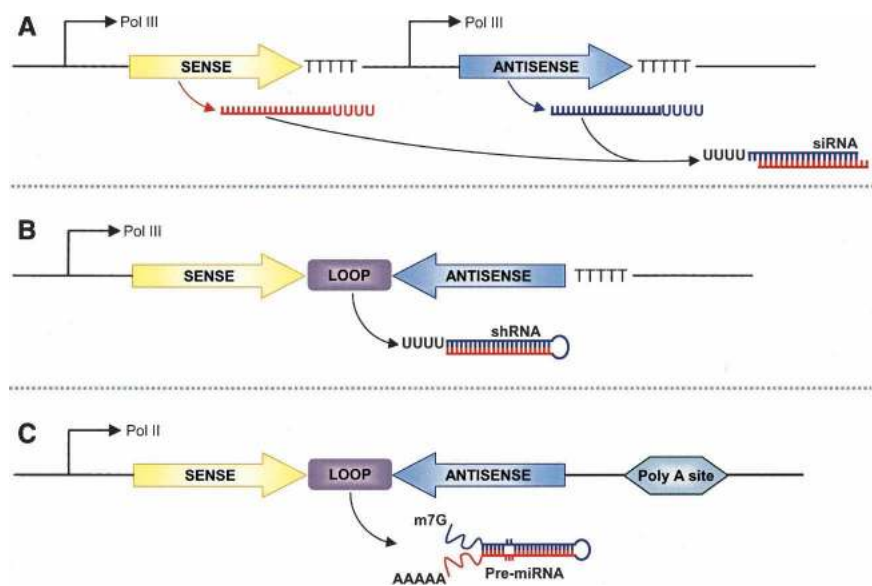 A
Pol III
Pol III
SENSE
TTTTT
ANTISENSE
TTTTT
UUUU
UUUU
siRNA
UUUU
B
Pol III
SENSE
LOOP
ANTISENSE
TTTTT
shRNA
UUUU
C
Pol II
SENSE
LOOP
ANTISENSE
Poly A site
m7G
AAAAA
Pre-miRNA